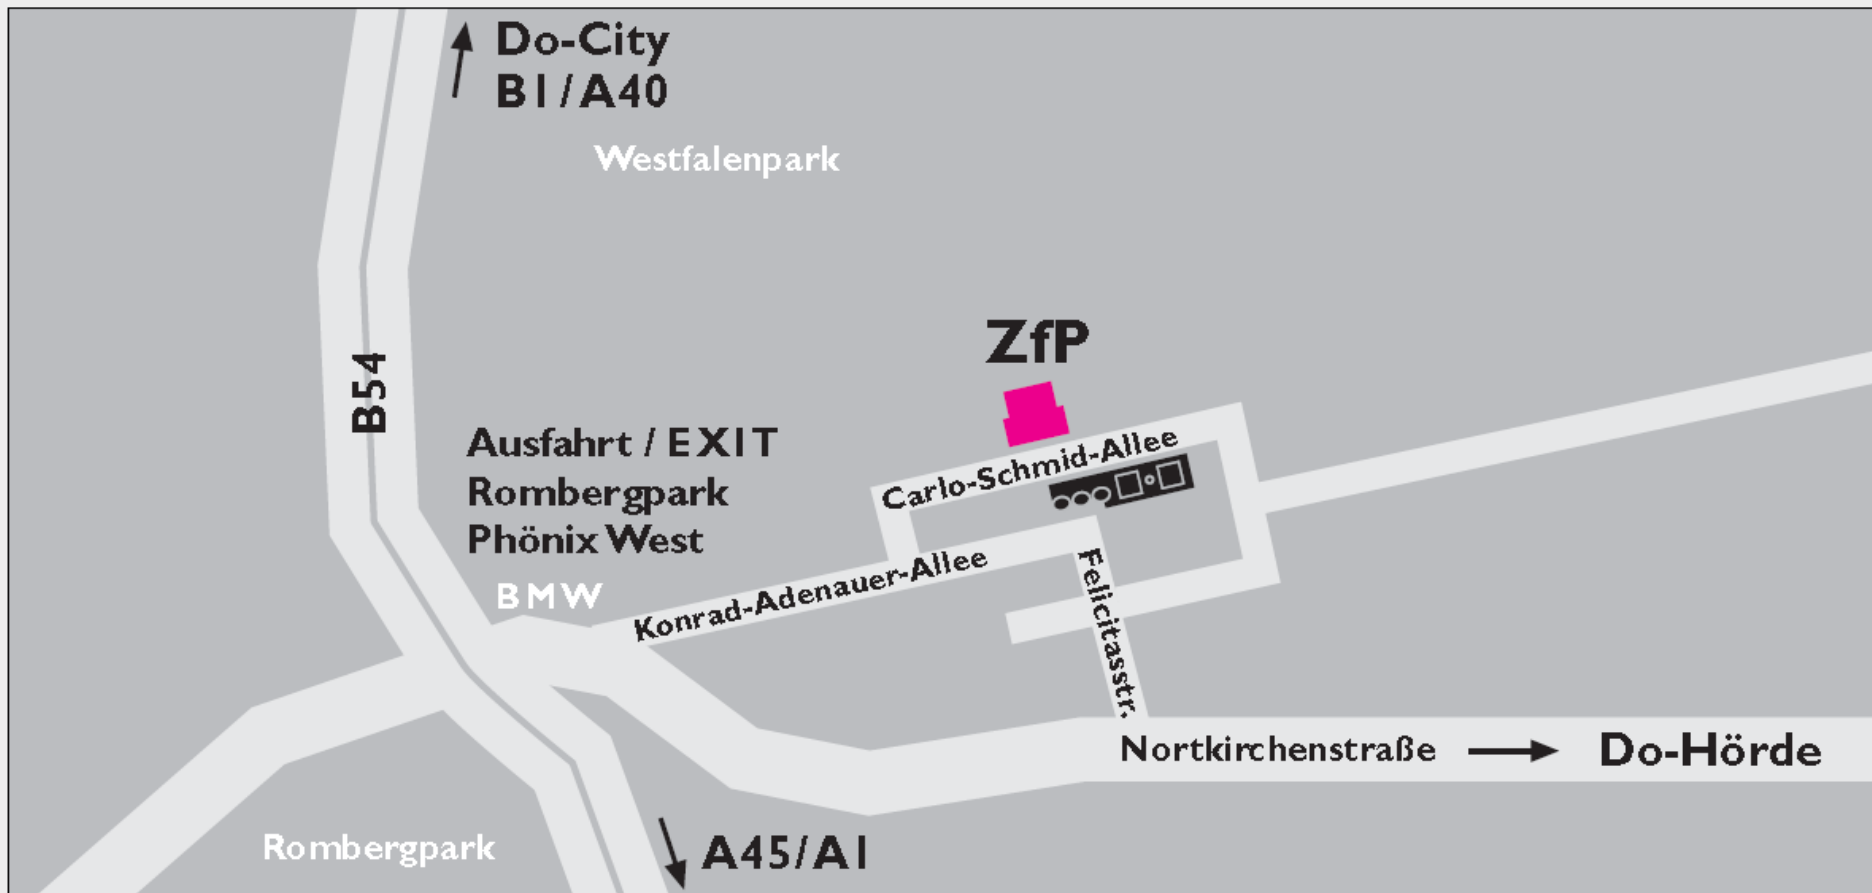 Do-City
B1/A40
Westfalenpark
ZfP
B54
Ausfahrt / EXIT
Rombergpark
Phönix West
BMW
Carlo-Schmid-Allee
Konrad-Adenauer-Allee
Felicitasstr.
Nortkirchenstraße
Do-Hörde
Rombergpark
A45/A1